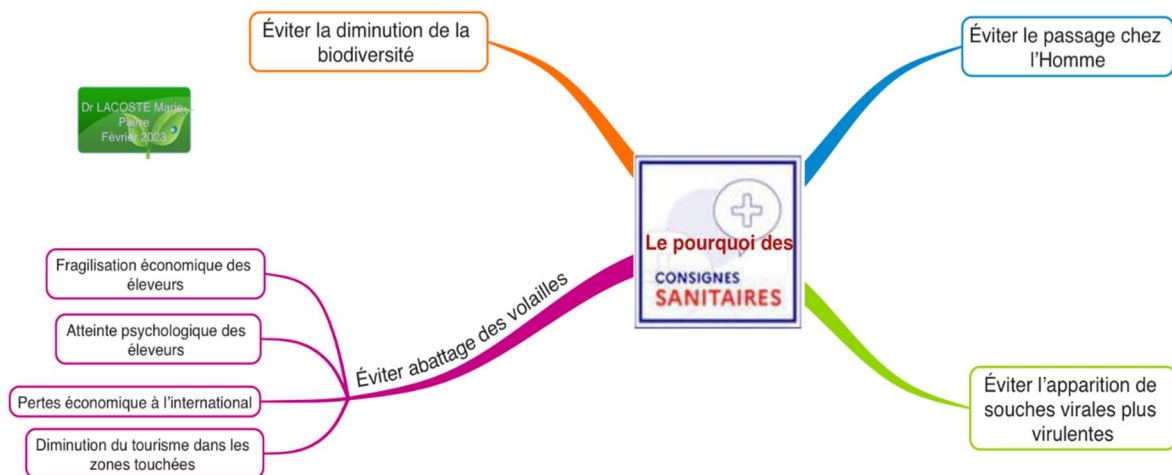 Éviter la diminution de la
biodiversité
Éviter le passage chez
l'Homme
Dr LACOSTE Marie-
Pierre
Février 2023
Le pourquoi des
CONSIGNES
SANITAIRES
Éviter abattage des volailles
Fragilisation économique des
éleveurs
Atteinte psychologique des
éleveurs
Pertes économique à l'international
Diminution du tourisme dans les
zones touchées
Éviter l'apparition de
souches virales plus
virulentes